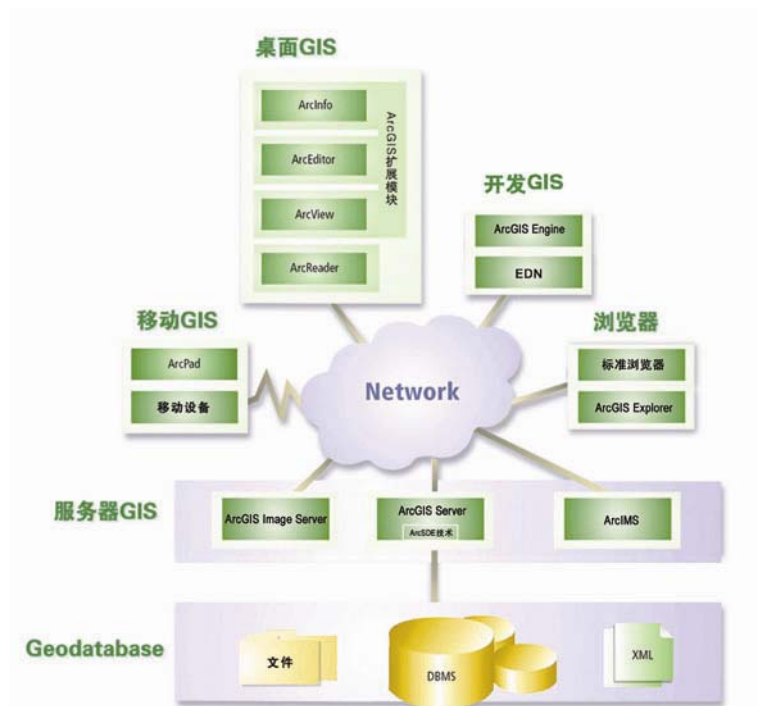 桌面GIS
ArcInfo
ArcEditor
ArcView
ArcReader
ArcGIS扩展模块
开发GIS
ArcGIS Engine
EDN
移动GIS
ArcPad
移动设备
Network
浏览器
标准浏览器
ArcGIS Explorer
服务器GIS
ArcGIS Image Server
ArcGIS Server
ArcSDE技术
ArcIMS
Geodatabase
文件
DBMS
XML